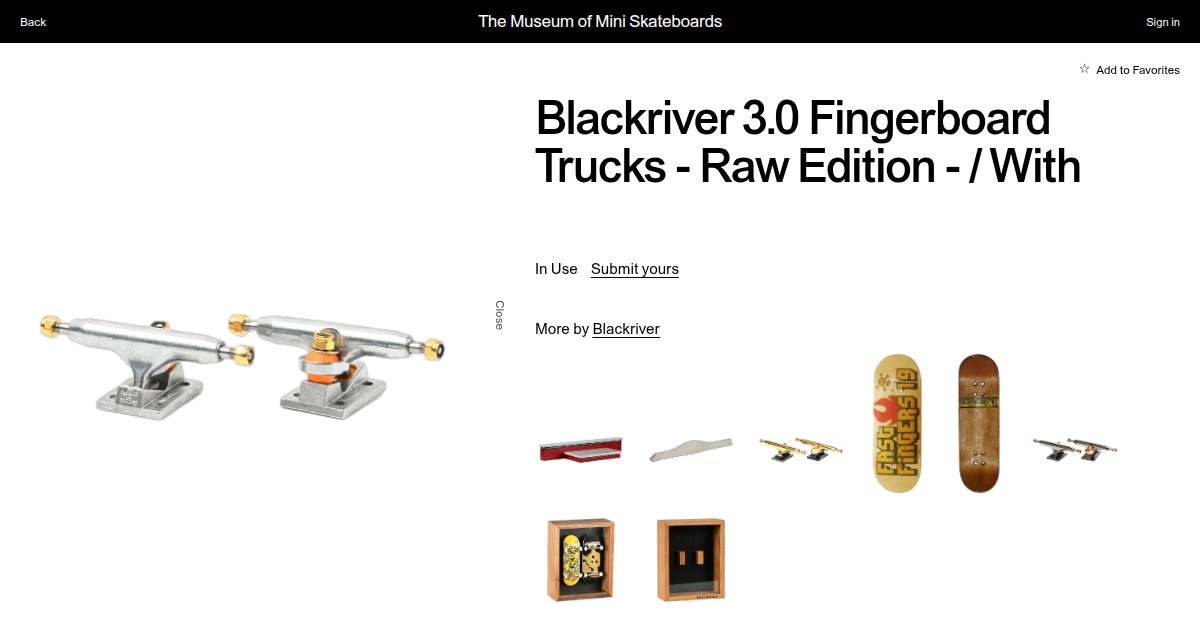 Back
The Museum of Mini Skateboards
Sign in
☆ Add to Favorites
Blackriver 3.0 Fingerboard
Trucks - Raw Edition - / With
In Use Submit yours
Close
More by Blackriver
FAST
FINGERS 19